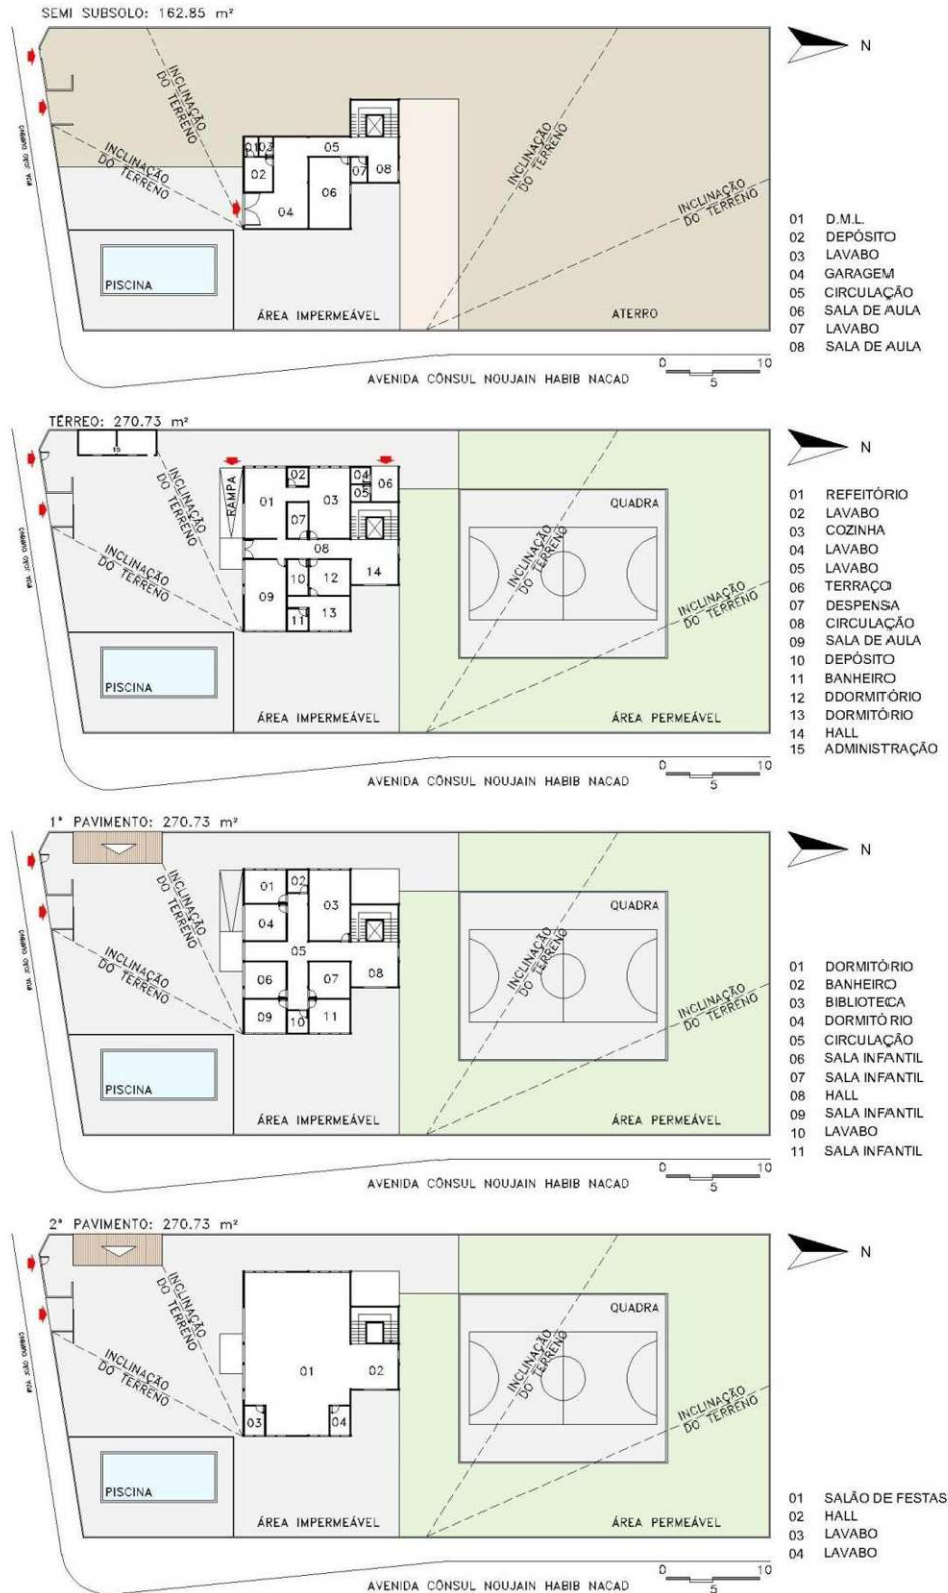 SEMI SUBSOLO: 162.85 m²
N
INCLINAÇÃO
DO TERRENO
INCLINAÇÃO
DO TERRENO
INCLINAÇÃO
DO TERRENO
INCLINAÇÃO
DO TERRENO
01
03
05
02
07
08
06
04
PISCINA
ÁREA IMPERMEÁVEL
ATERRO
01 D.M.L.
02 DEPÓSITO
03 LAVABO
04 GARAGEM
05 CIRCULAÇÃO
06 SALA DE AULA
07 LAVABO
08 SALA DE AULA
AVENIDA CÔNSUL NOUJAIN HABIB NACAD
0 5 10
TÉRREO: 270.73 m²
N
15
RAMPA
INCLINAÇÃO
DO TERRENO
INCLINAÇÃO
DO TERRENO
INCLINAÇÃO
DO TERRENO
INCLINAÇÃO
DO TERRENO
02
04
01
03
05
06
07
08
10
12
14
09
11
13
QUADRA
PISCINA
ÁREA IMPERMEÁVEL
ÁREA PERMEÁVEL
01 REFEITÓRIO
02 LAVABO
03 COZINHA
04 LAVABO
05 LAVABO
06 TERRAÇO
07 DESPENSA
08 CIRCULAÇÃO
09 SALA DE AULA
10 DEPÓSITO
11 BANHEIRO
12 DDORMITÓRIO
13 DORMITÓRIO
14 HALL
15 ADMINISTRAÇÃO
AVENIDA CÔNSUL NOUJAIN HABIB NACAD
0 5 10
1° PAVIMENTO: 270.73 m²
N
INCLINAÇÃO
DO TERRENO
INCLINAÇÃO
DO TERRENO
INCLINAÇÃO
DO TERRENO
INCLINAÇÃO
DO TERRENO
01
02
03
04
05
06
07
08
09
10
11
QUADRA
PISCINA
ÁREA IMPERMEÁVEL
ÁREA PERMEÁVEL
01 DORMITÓRIO
02 BANHEIRO
03 BIBLIOTECA
04 DORMITÓRIO
05 CIRCULAÇÃO
06 SALA INFANTIL
07 SALA INFANTIL
08 HALL
09 SALA INFANTIL
10 LAVABO
11 SALA INFANTIL
AVENIDA CÔNSUL NOUJAIN HABIB NACAD
0 5 10
2° PAVIMENTO: 270.73 m²
N
INCLINAÇÃO
DO TERRENO
INCLINAÇÃO
DO TERRENO
INCLINAÇÃO
DO TERRENO
INCLINAÇÃO
DO TERRENO
01
02
03
04
QUADRA
PISCINA
ÁREA IMPERMEÁVEL
ÁREA PERMEÁVEL
01 SALÃO DE FESTAS
02 HALL
03 LAVABO
04 LAVABO
AVENIDA CÔNSUL NOUJAIN HABIB NACAD
0 5 10